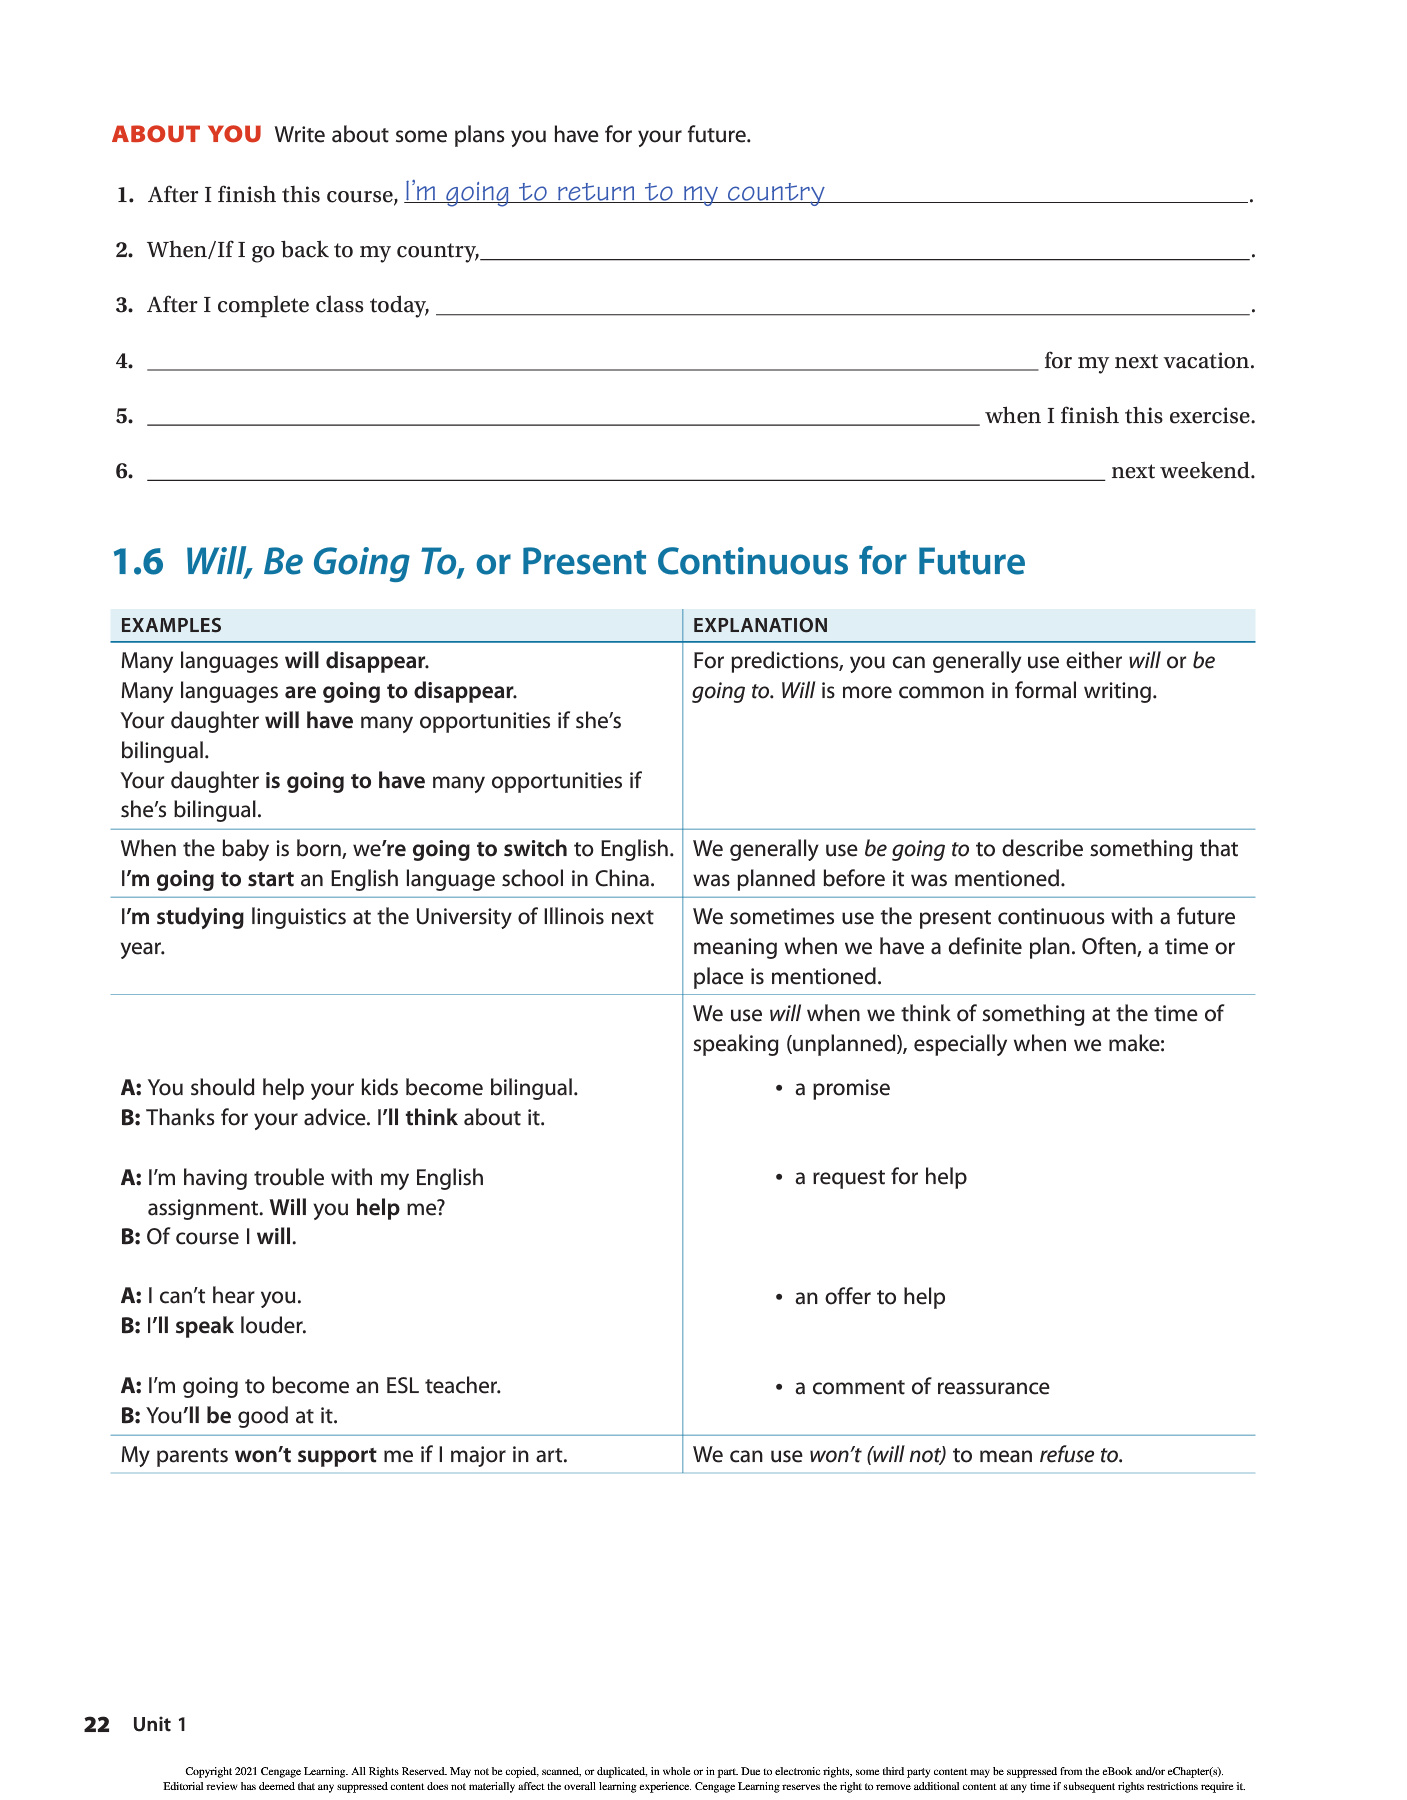 ABOUT YOU Write about some plans you have for your future.
1. After I finish this course, I'm going to return to my country.
2. When/If I go back to my country, .
3. After I complete class today, .
4. for my next vacation.
5. when I finish this exercise.
6. next weekend.
1.6 Will, Be Going To, or Present Continuous for Future
EXAMPLES
EXPLANATION
Many languages will disappear.
Many languages are going to disappear.
Your daughter will have many opportunities if she's
bilingual.
Your daughter is going to have many opportunities if
she's bilingual.
For predictions, you can generally use either will or be
going to. Will is more common in formal writing.
When the baby is born, we're going to switch to English.
I'm going to start an English language school in China.
We generally use be going to to describe something that
was planned before it was mentioned.
I'm studying linguistics at the University of Illinois next
year.
We sometimes use the present continuous with a future
meaning when we have a definite plan. Often, a time or
place is mentioned.
We use will when we think of something at the time of
speaking (unplanned), especially when we make:
A: You should help your kids become bilingual.
B: Thanks for your advice. I'll think about it.
• a promise
A: I'm having trouble with my English
assignment. Will you help me?
B: Of course I will.
• a request for help
A: I can't hear you.
B: I'll speak louder.
• an offer to help
A: I'm going to become an ESL teacher.
B: You'll be good at it.
• a comment of reassurance
My parents won't support me if I major in art.
We can use won't (will not) to mean refuse to.
22 Unit 1
Copyright 2021 Cengage Learning. All Rights Reserved. May not be copied, scanned, or duplicated, in whole or in part. Due to electronic rights, some third party content may be suppressed from the eBook and/or eChapter(s).
Editorial review has deemed that any suppressed content does not materially affect the overall learning experience. Cengage Learning reserves the right to remove additional content at any time if subsequent rights restrictions require it.